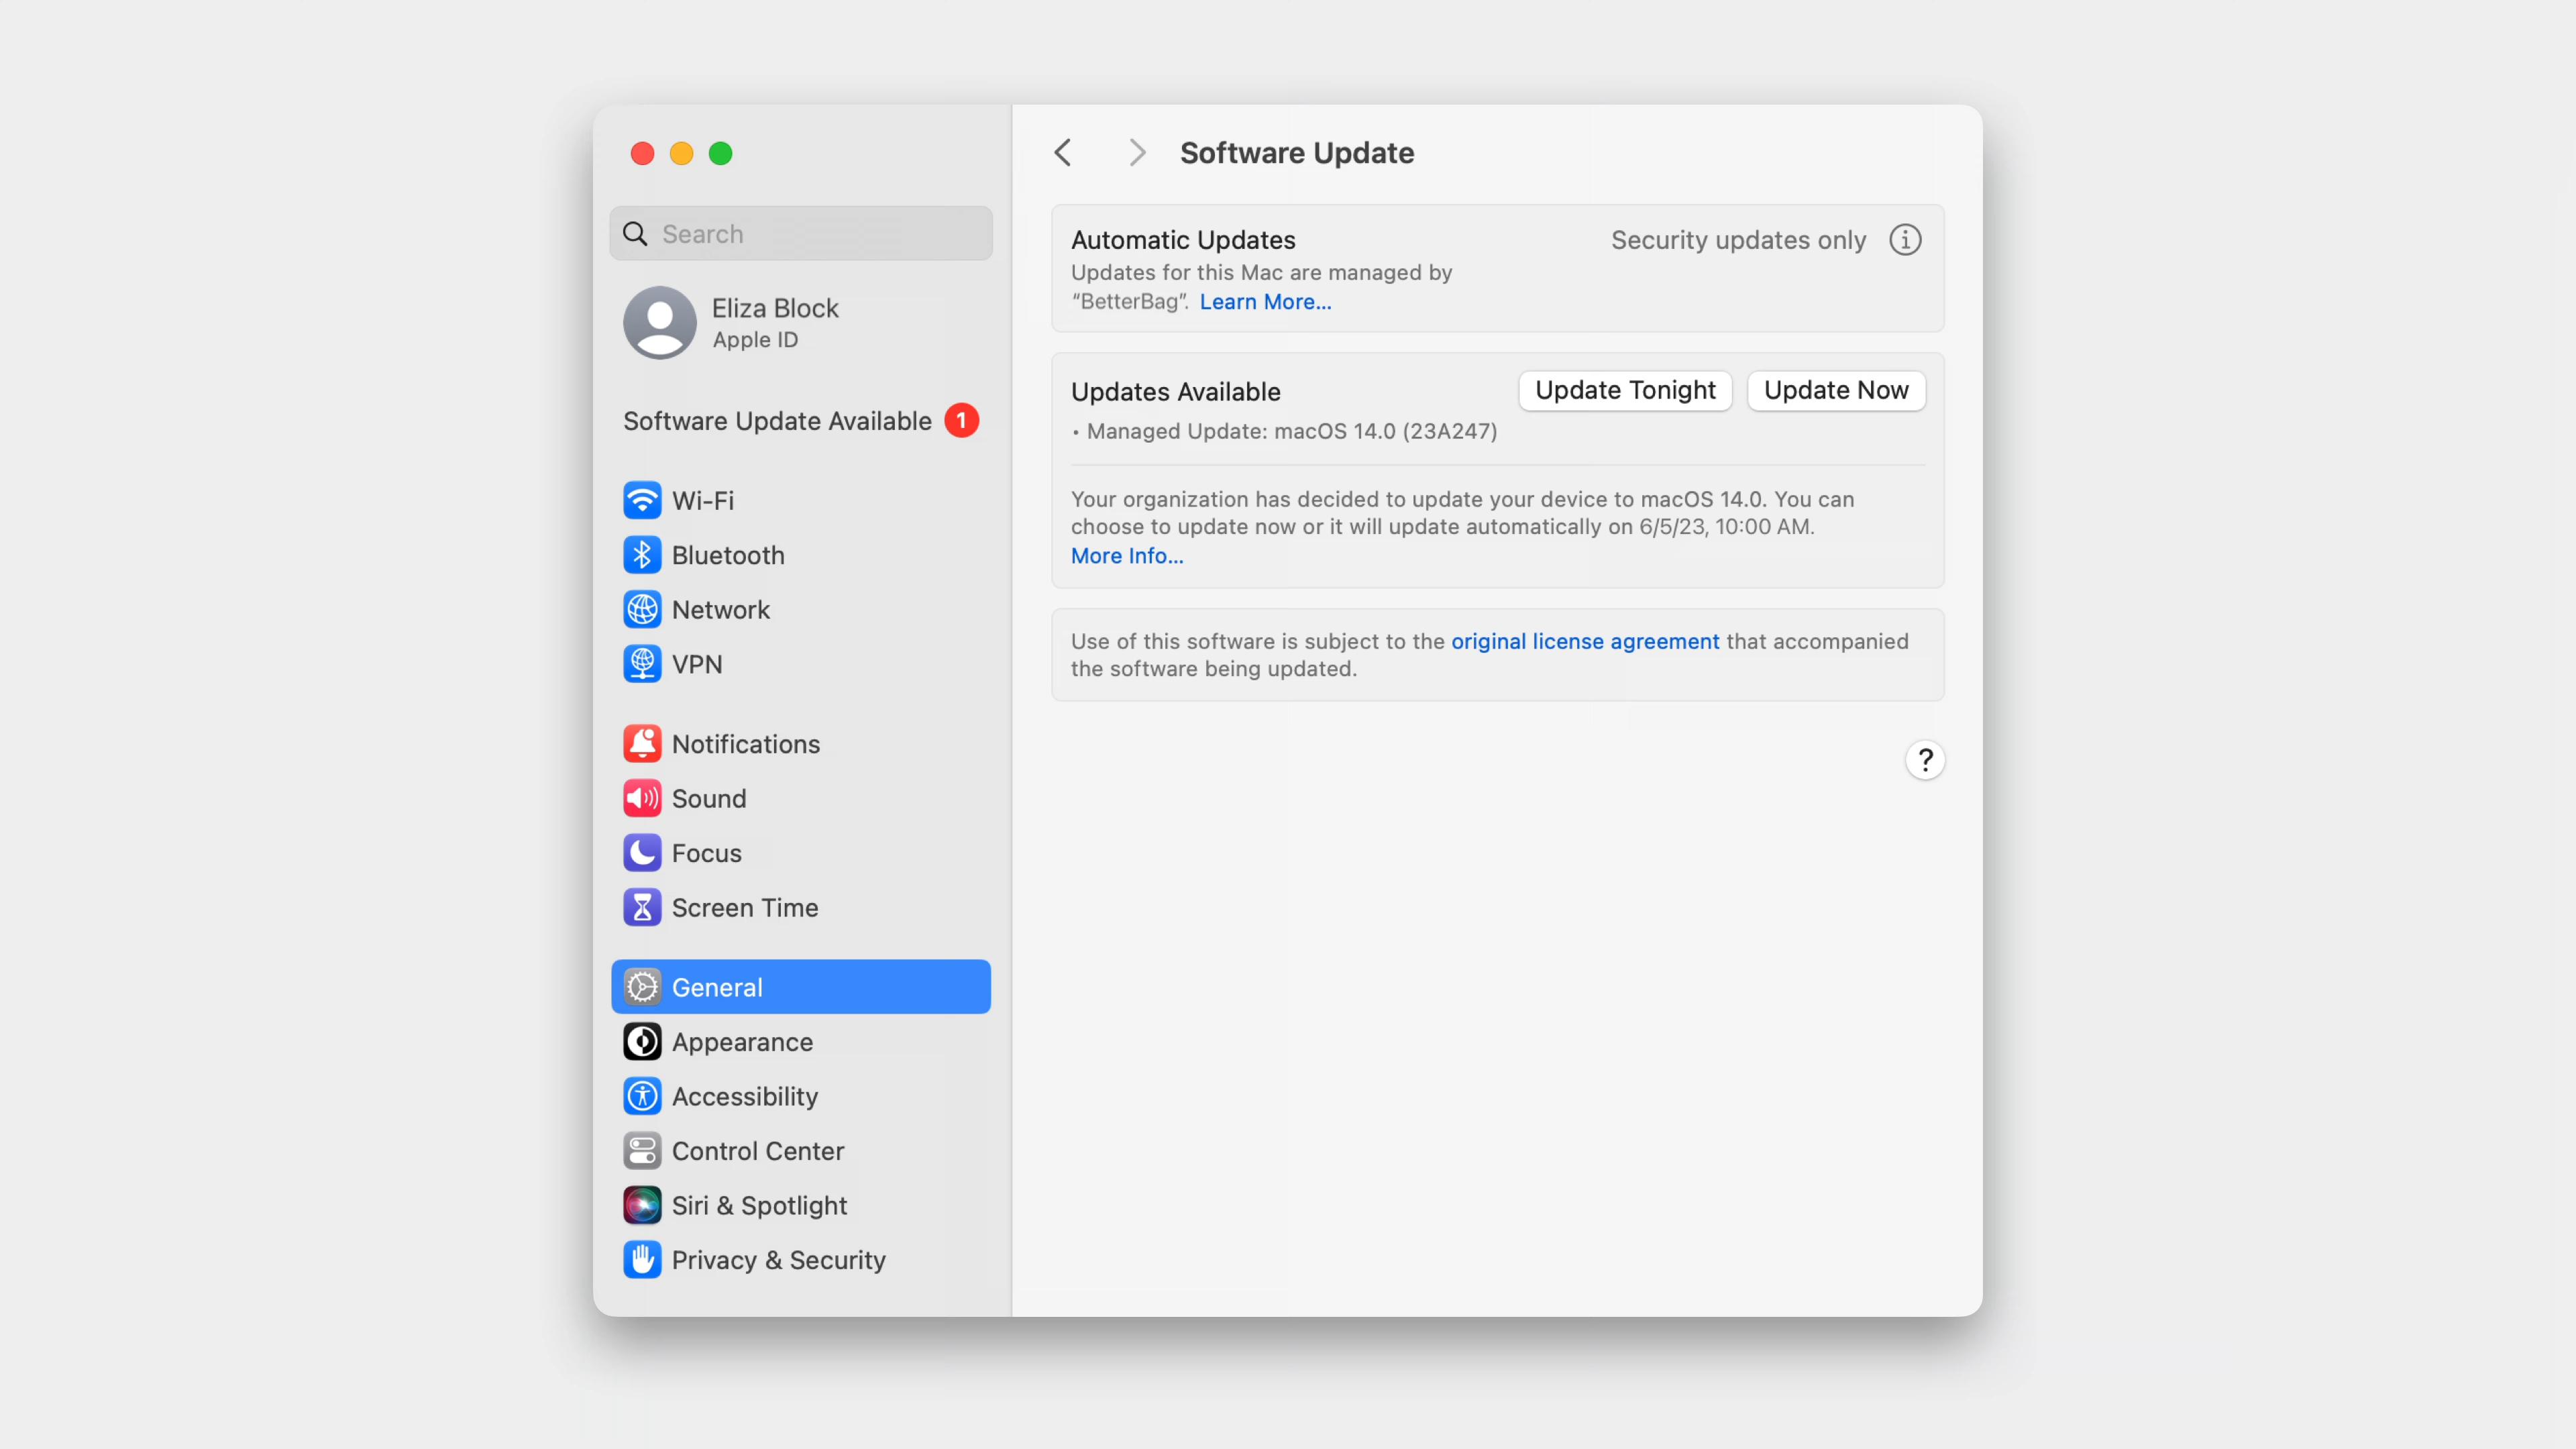 Search
Eliza Block
Apple ID
Software Update Available 1
Wi-Fi
Bluetooth
Network
VPN
Notifications
Sound
Focus
Screen Time
General
Appearance
Accessibility
Control Center
Siri & Spotlight
Privacy & Security
Software Update
Automatic Updates
Security updates only
Updates for this Mac are managed by
“BetterBag”. Learn More...
Updates Available
Update Tonight
Update Now
• Managed Update: macOS 14.0 (23A247)
Your organization has decided to update your device to macOS 14.0. You can
choose to update now or it will update automatically on 6/5/23, 10:00 AM.
More Info...
Use of this software is subject to the original license agreement that accompanied
the software being updated.
?